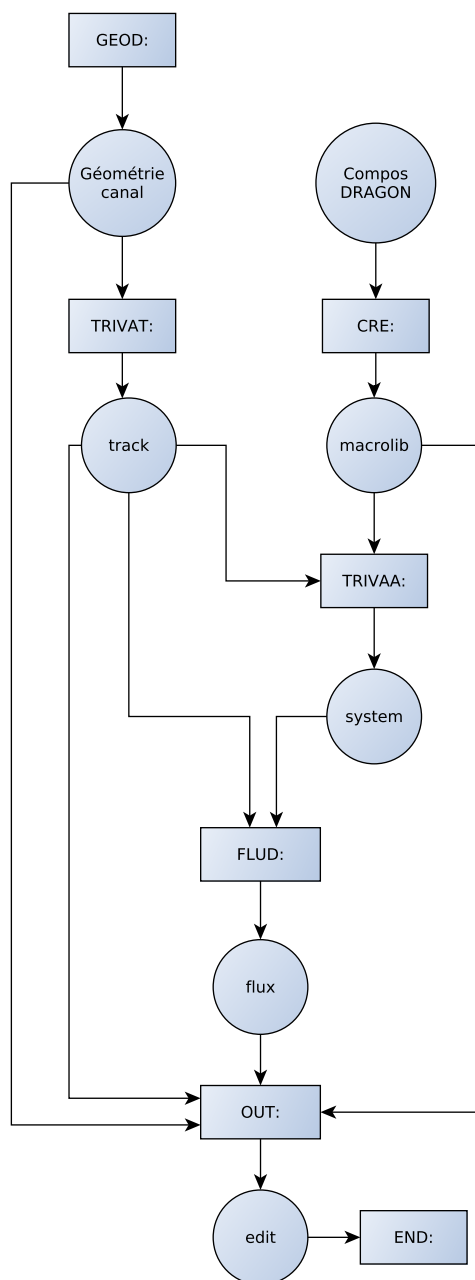 GEOD:
Géométrie
canal
Compos
DRAGON
TRIVAT:
CRE:
track
macrolib
TRIVAA:
system
FLUD:
flux
OUT:
edit
END: